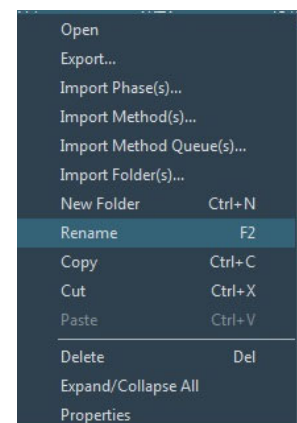 Open
Export...
Import Phase(s)...
Import Method(s)...
Import Method Queue(s)...
Import Folder(s)...
New Folder Ctrl+N
Rename F2
Copy Ctrl+C
Cut Ctrl+X
Paste Ctrl+V
Delete Del
Expand/Collapse All
Properties